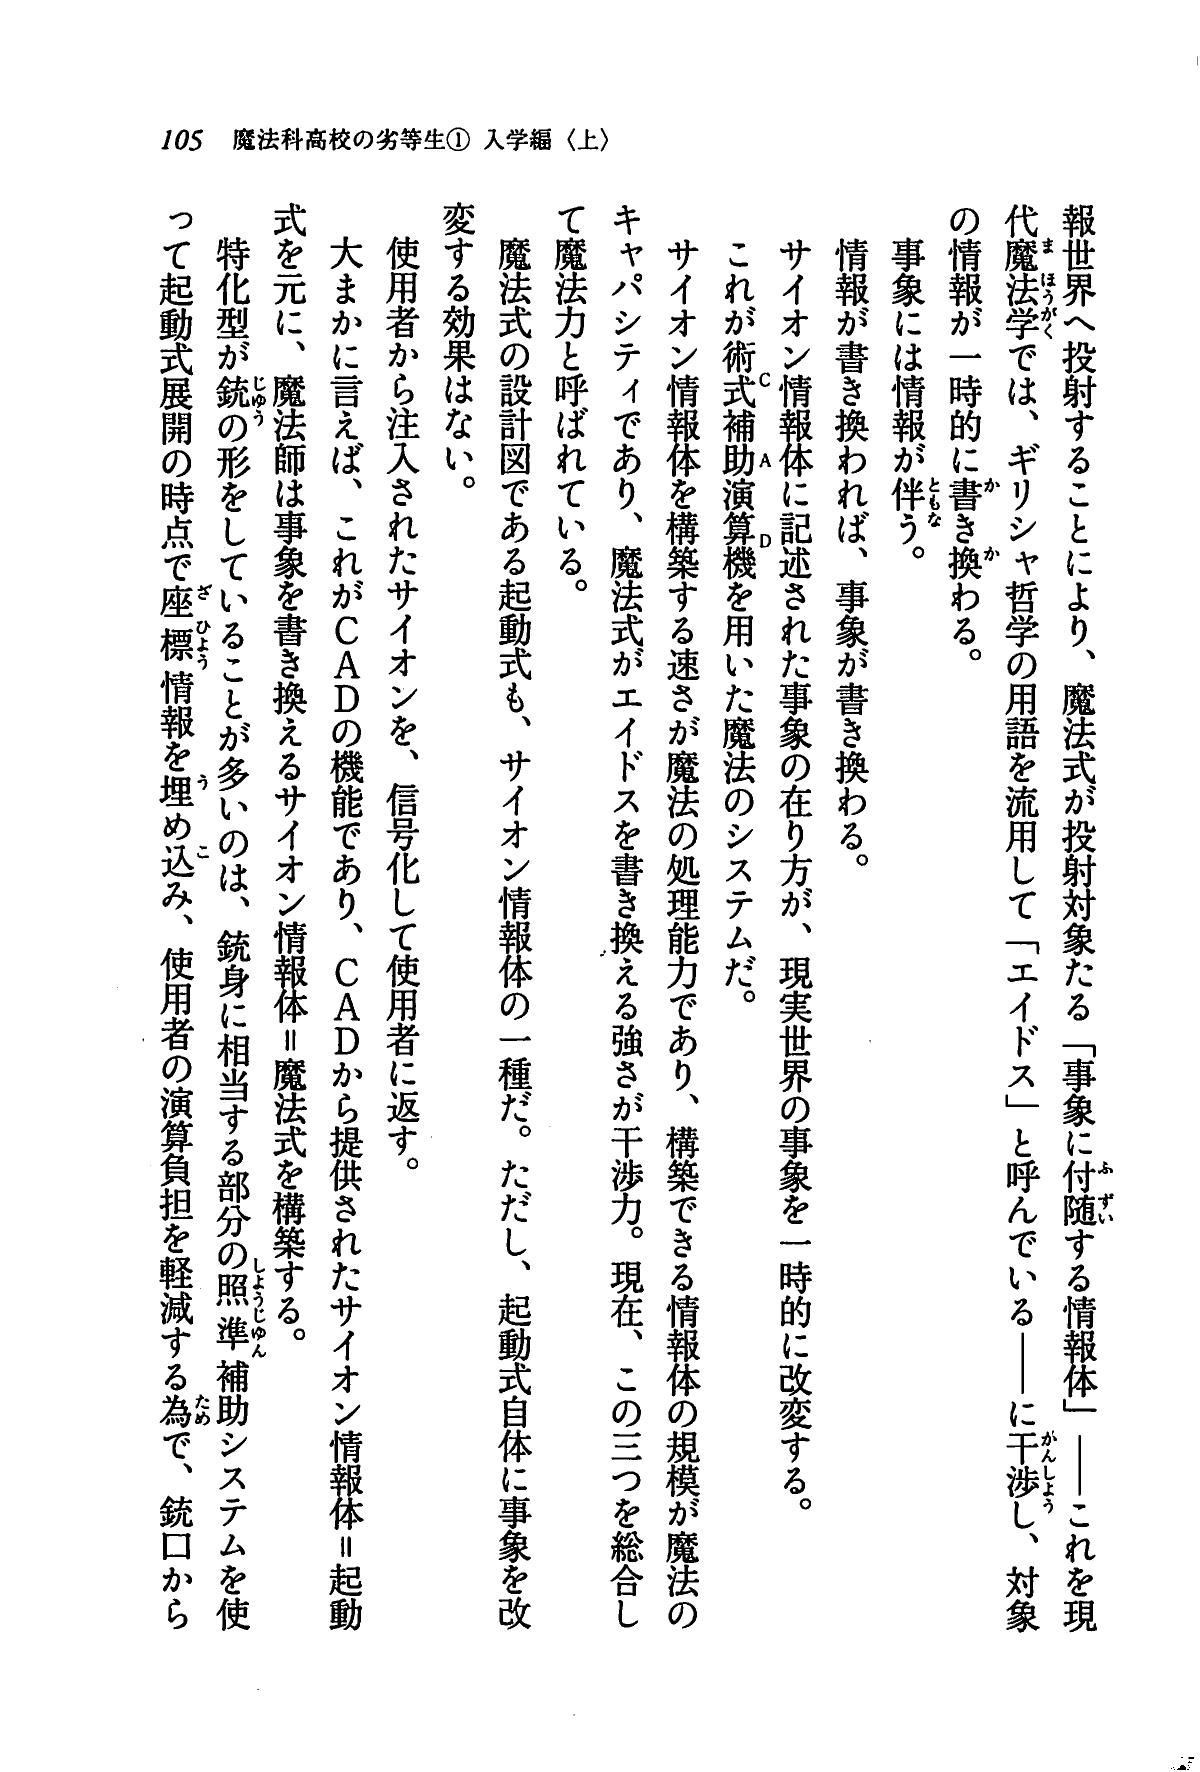 105 魔法科高校の劣等生① 入学編〈上〉
報世界へ投射することにより、魔法式が投射対象たる「事象に付随する情報体」――これを現
代魔法学では、ギリシャ哲学の用語を流用して「エイドス」と呼んでいる――に干渉し、対象
の情報が一時的に書き換わる。
事象には情報が伴う。
情報が書き換われば、事象が書き換わる。
サイオン情報体に記述された事象の在り方が、現実世界の事象を一時的に改変する。
これが術式補助演算機を用いた魔法のシステムだ。
サイオン情報体を構築する速さが魔法の処理能力であり、構築できる情報体の規模が魔法の
キャパシティであり、魔法式がエイドスを書き換える強さが干渉力。現在、この三つを総合し
て魔法力と呼ばれている。
魔法式の設計図である起動式も、サイオン情報体の一種だ。ただし、起動式自体に事象を改
変する効果はない。
使用者から注入されたサイオンを、信号化して使用者に返す。
大まかに言えば、これがCADの機能であり、CADから提供されたサイオン情報体＝起動
式を元に、魔法師は事象を書き換えるサイオン情報体＝魔法式を構築する。
特化型が銃の形をしていることが多いのは、銃身に相当する部分の照準補助システムを使
って起動式展開の時点で座標情報を埋め込み、使用者の演算負担を軽減する為で、銃口から